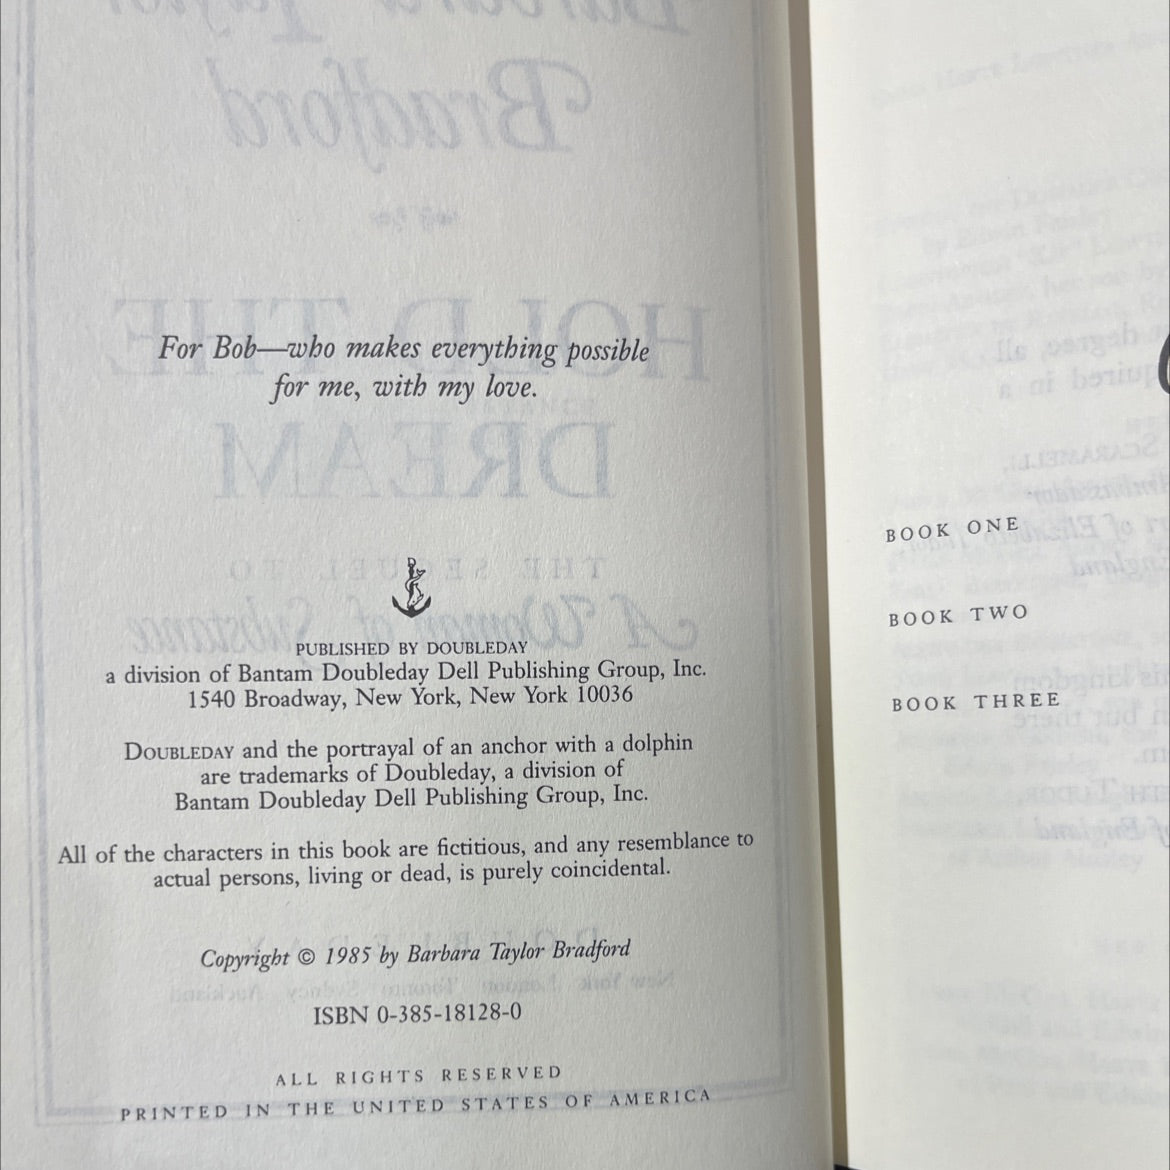 For Bob—who makes everything possible
for me, with my love.
PUBLISHED BY DOUBLEDAY
a division of Bantam Doubleday Dell Publishing Group, Inc.
1540 Broadway, New York, New York 10036
DOUBLEDAY and the portrayal of an anchor with a dolphin
are trademarks of Doubleday, a division of
Bantam Doubleday Dell Publishing Group, Inc.
All of the characters in this book are fictitious, and any resemblance to
actual persons, living or dead, is purely coincidental.
Copyright © 1985 by Barbara Taylor Bradford
ISBN 0-385-18128-0
ALL RIGHTS RESERVED
PRINTED IN THE UNITED STATES OF AMERICA
BOOK ONE
BOOK TWO
BOOK THREE